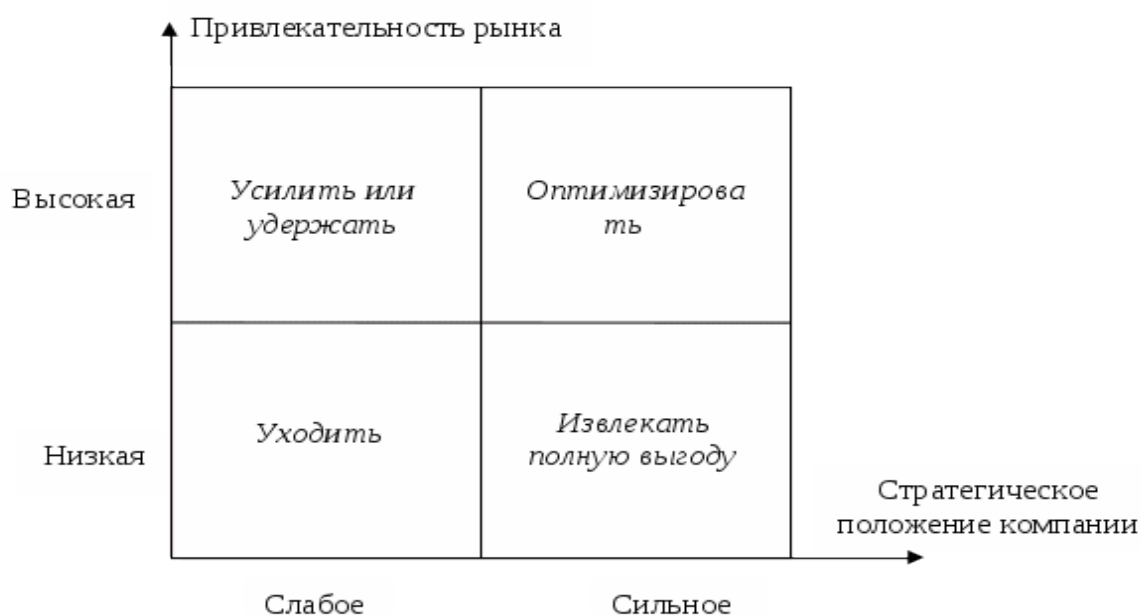 Привлекательность рынка
Высокая
Усилить или
удержать
Оптимизирова
ть
Низкая
Уходить
Извлекать
полную выгоду
Стратегическое
положение компании
Слабое
Сильное